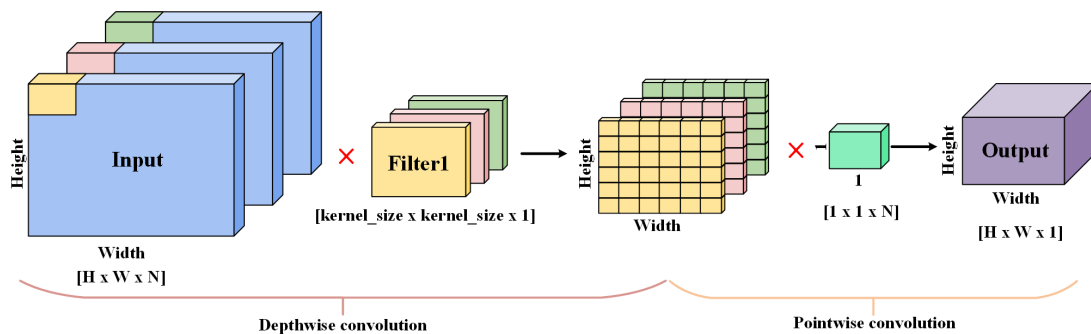 Height
Input
Width
[H x W x N]
Filter1
[kernel_size x kernel_size x 1]
Height
Width
1
1
[1 x 1 x N]
Height
Output
Width
[H x W x 1]
Depthwise convolution
Pointwise convolution